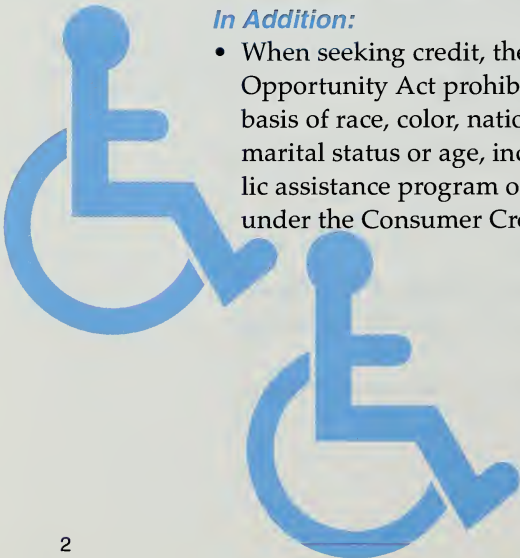 In Addition:
• When seeking credit, the
Opportunity Act prohib
basis of race, color, natio
marital status or age, inc
lic assistance program o
under the Consumer Cre
2